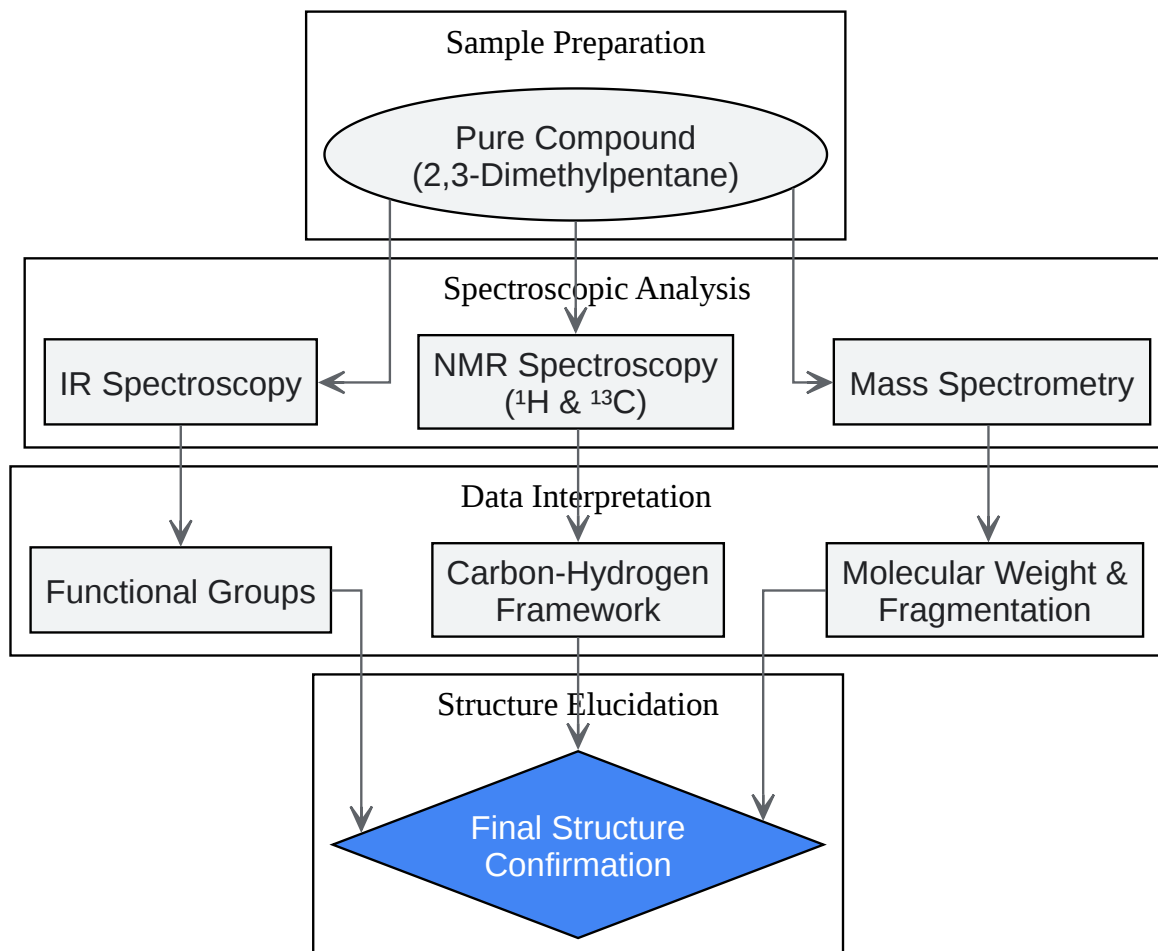 Sample Preparation
Pure Compound
(2,3-Dimethylpentane)
Spectroscopic Analysis
IR Spectroscopy
NMR Spectroscopy
(¹H & ¹³C)
Mass Spectrometry
Data Interpretation
Functional Groups
Carbon-Hydrogen
Framework
Molecular Weight &
Fragmentation
Structure Elucidation
Final Structure
Confirmation